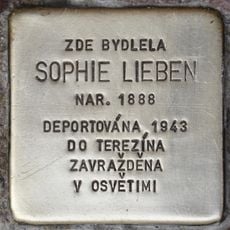 ZDE BYDLELA
SOPHIE LIEBEN
NAR. 1888
DEPORTOVÁNA 1943
DO TEREZÍNA
ZAVRAŽDĚNA
V OSVĚTIMI